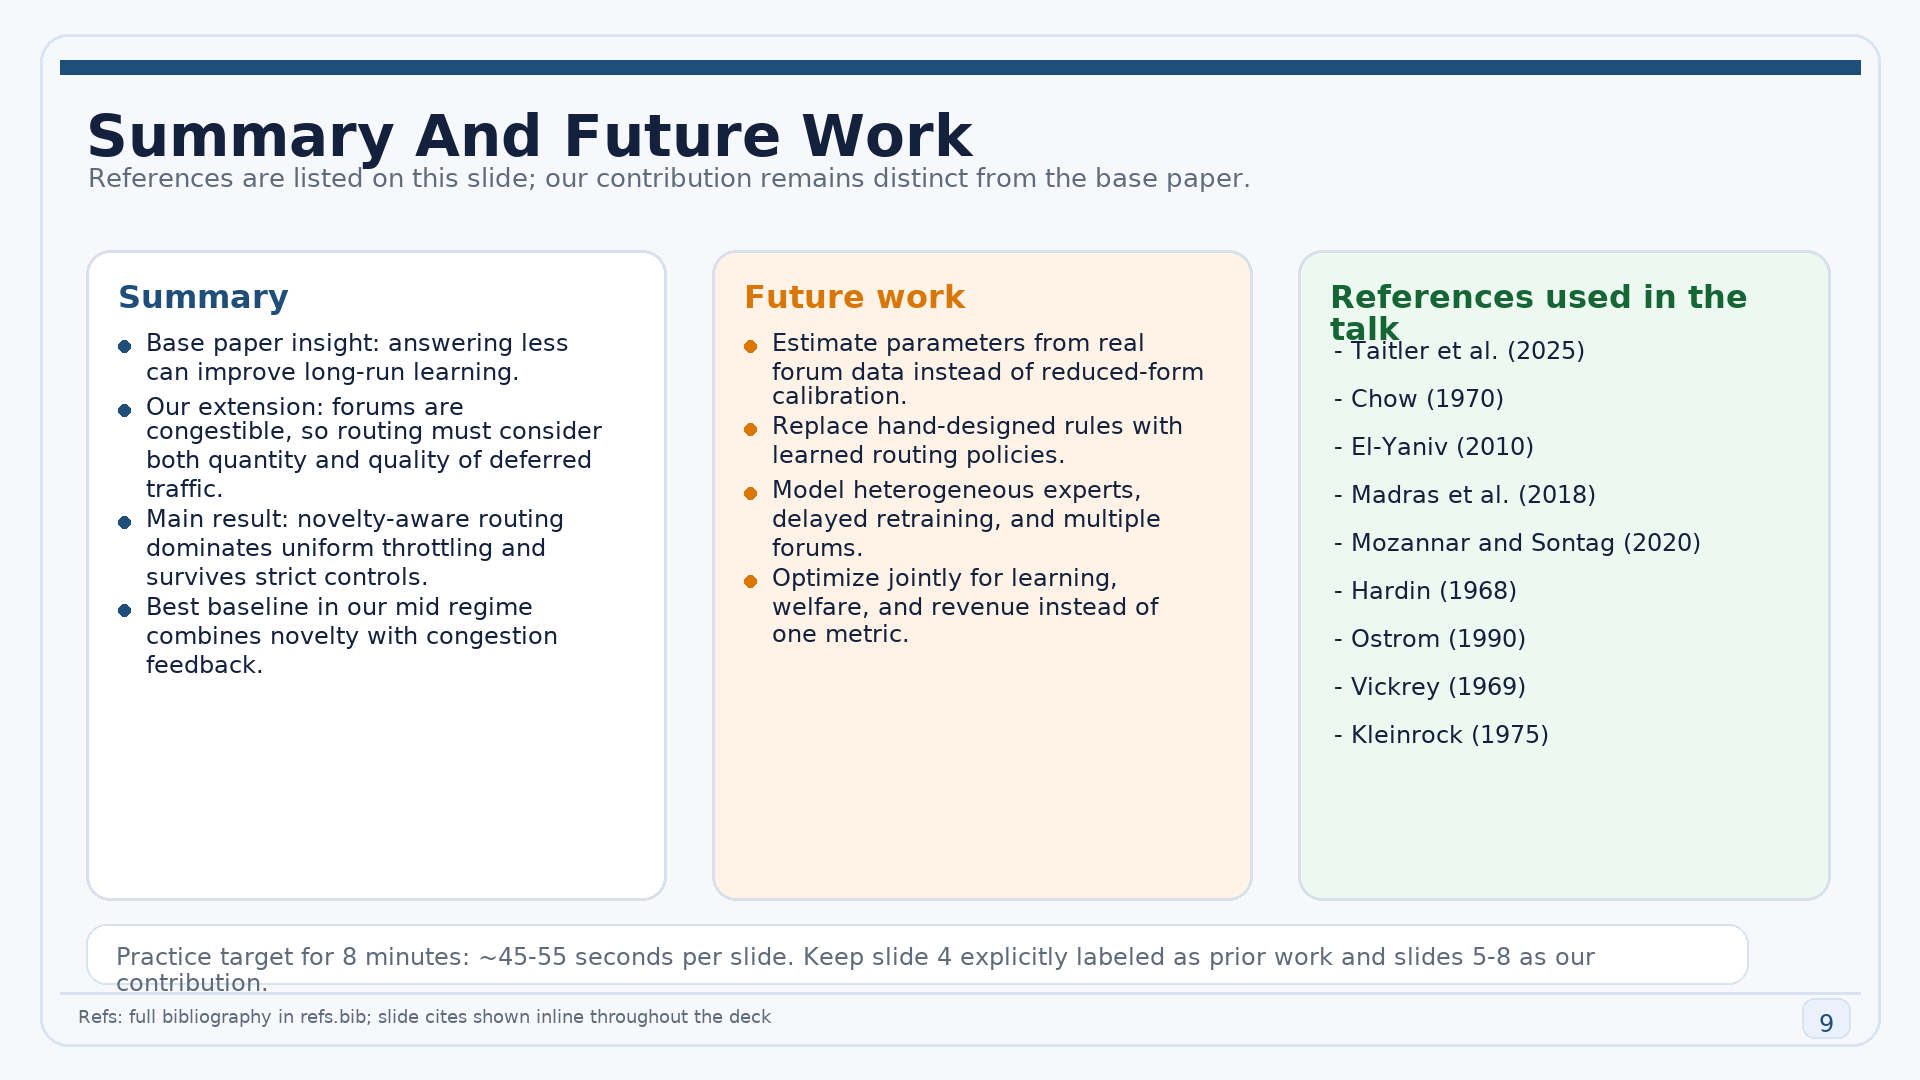 Summary And Future Work
References are listed on this slide; our contribution remains distinct from the base paper.
Summary
Base paper insight: answering less
can improve long-run learning.
Our extension: forums are
congestible, so routing must consider
both quantity and quality of deferred
traffic.
Main result: novelty-aware routing
dominates uniform throttling and
survives strict controls.
Best baseline in our mid regime
combines novelty with congestion
feedback.
Future work
Estimate parameters from real
forum data instead of reduced-form
calibration.
Replace hand-designed rules with
learned routing policies.
Model heterogeneous experts,
delayed retraining, and multiple
forums.
Optimize jointly for learning,
welfare, and revenue instead of
one metric.
References used in the
talk
- Taitler et al. (2025)
- Chow (1970)
- El-Yaniv (2010)
- Madras et al. (2018)
- Mozannar and Sontag (2020)
- Hardin (1968)
- Ostrom (1990)
- Vickrey (1969)
- Kleinrock (1975)
Practice target for 8 minutes: ~45-55 seconds per slide. Keep slide 4 explicitly labeled as prior work and slides 5-8 as our
contribution.
Refs: full bibliography in refs.bib; slide cites shown inline throughout the deck
9